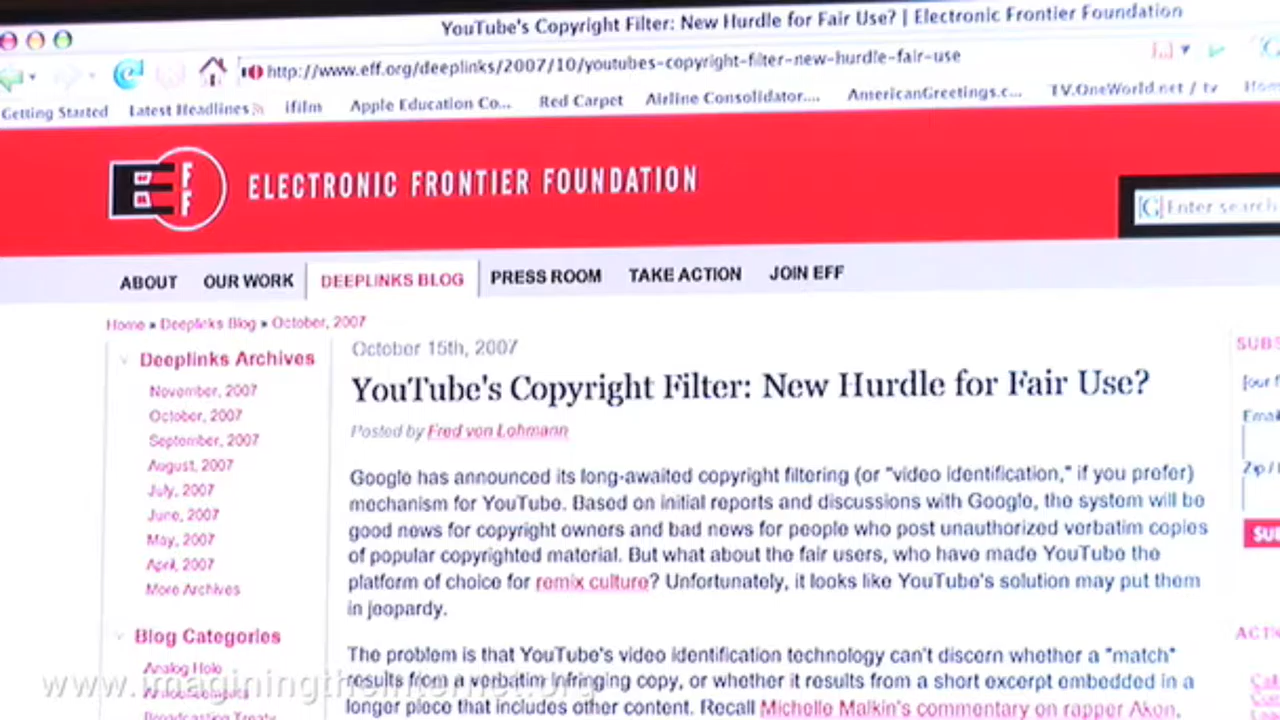 YouTube's Copyright Filter: New Hurdle for Fair Use? | Electronic Frontier Foundation
http://www.eff.org/deeplinks/2007/10/youtubes-copyright-filter-new-hurdle-fair-use
Getting Started Latest Headlines ifilm Apple Education Co... Red Carpet Airline Consolidator.... AmericanGreetings.c... TV.OneWorld.net / tv
EFF ELECTRONIC FRONTIER FOUNDATION
G Enter search
ABOUT OUR WORK DEEPLINKS BLOG PRESS ROOM TAKE ACTION JOIN EFF
Home » Deeplinks Blog » October, 2007
Deeplinks Archives
November, 2007
October, 2007
September, 2007
August, 2007
July, 2007
June, 2007
May, 2007
April, 2007
More Archives
Blog Categories
Analog Hole
Broadcasting Treaty
October 15th, 2007
YouTube's Copyright Filter: New Hurdle for Fair Use?
Posted by Fred von Lohmann
Google has announced its long-awaited copyright filtering (or "video identification," if you prefer)
mechanism for YouTube. Based on initial reports and discussions with Google, the system will be
good news for copyright owners and bad news for people who post unauthorized verbatim copies
of popular copyrighted material. But what about the fair users, who have made YouTube the
platform of choice for remix culture? Unfortunately, it looks like YouTube's solution may put them
in jeopardy.
The problem is that YouTube's video identification technology can't discern whether a "match"
results from a verbatim infringing copy, or whether it results from a short excerpt embedded in a
longer piece that includes other content. Recall Michelle Malkin's commentary on rapper Akon,
www.imaginingtheinternet.org